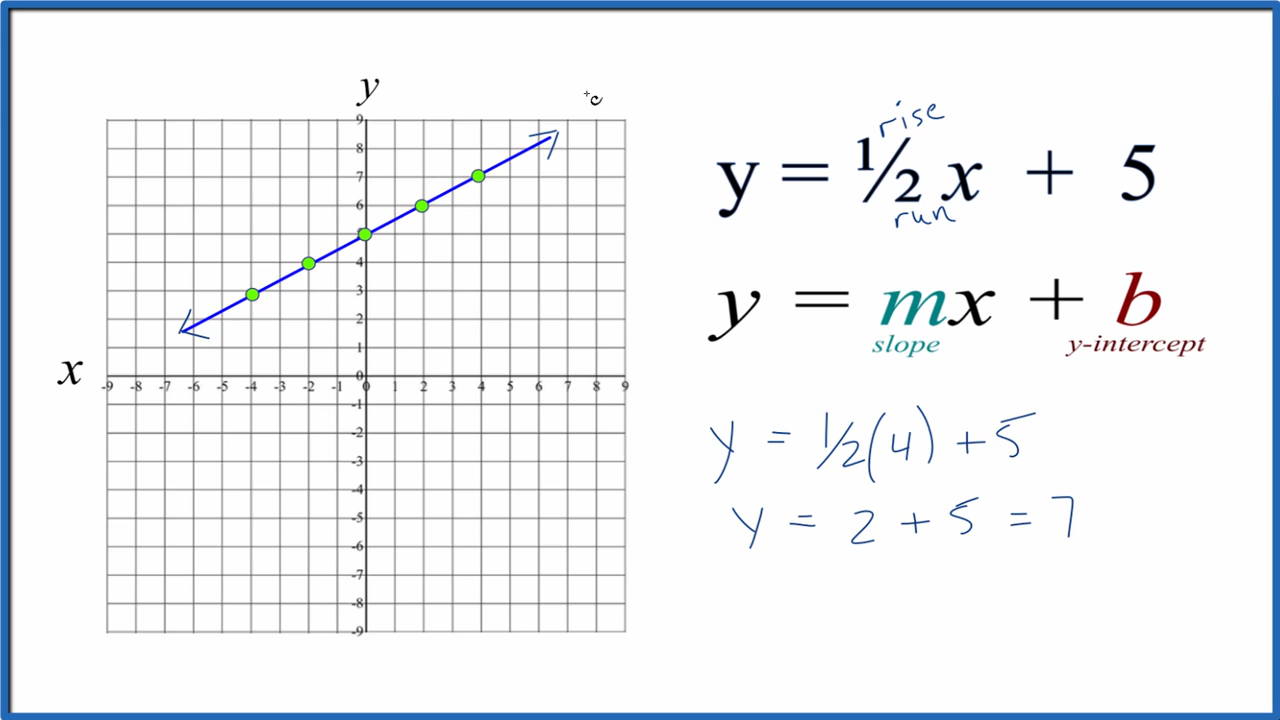 y
9
8
7
6
4
3
2
1
0
x
-9 -8 -7 -6 -5 -4 -3 -2 -1 0 1 2 3 4 5 6 7 8 9
-1
-2
-3
-4
-5
-6
-7
-8
-9
rise
y = ½ x + 5
run
y = mx + b
slope y-intercept
y = 1/2(4) + 5
y = 2 + 5 = 7